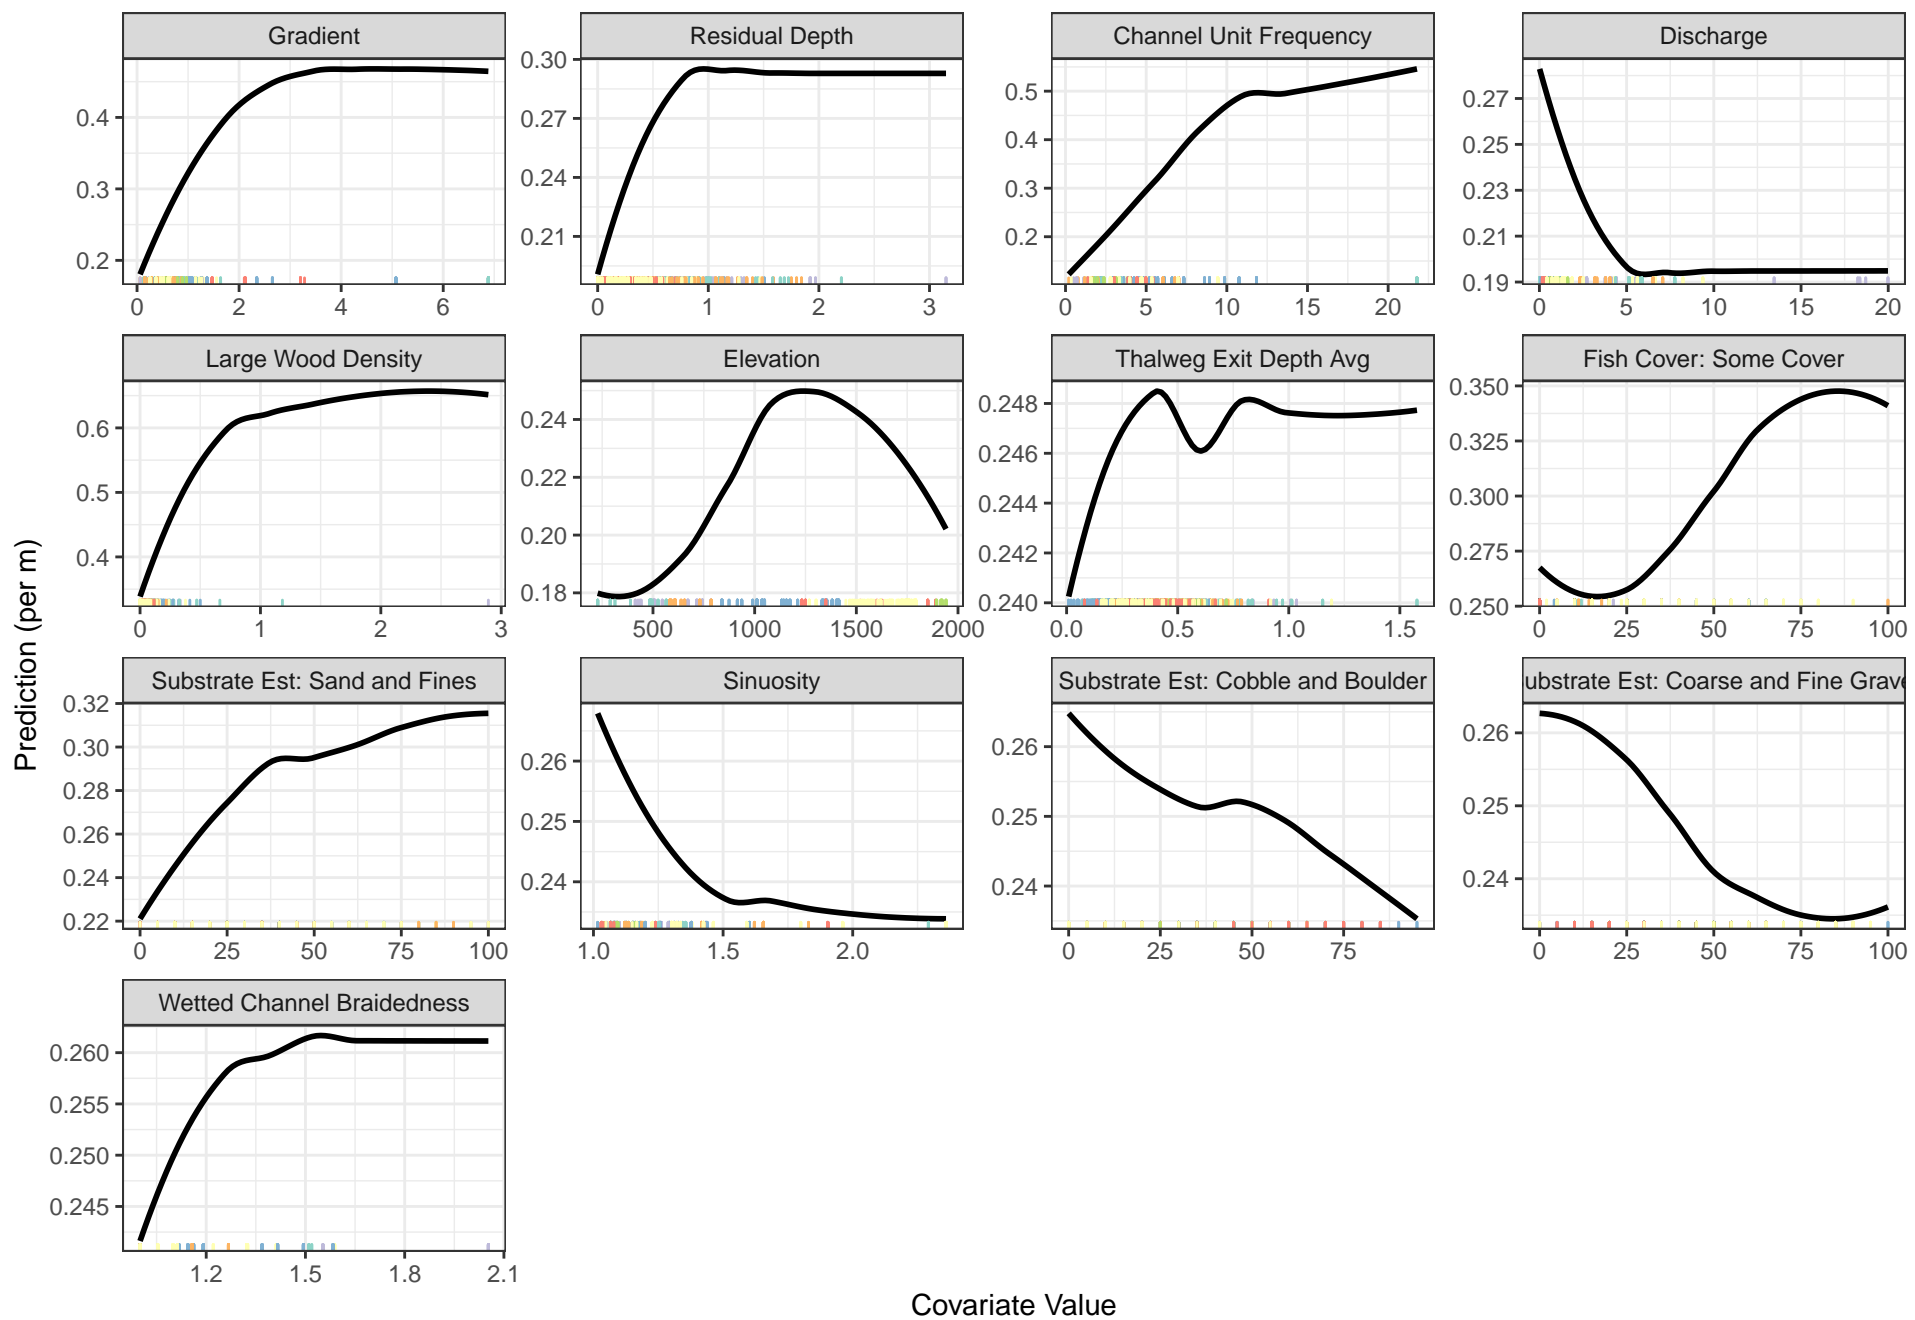 Gradient
Residual Depth
Channel Unit Frequency
Discharge
0.4
0.3
0.2
0 2 4 6
0.30
0.27
0.24
0.21
0 1 2 3
0.5
0.4
0.3
0.2
0 5 10 15 20
0.27
0.25
0.23
0.21
0.19
0 5 10 15 20
Large Wood Density
Elevation
Thalweg Exit Depth Avg
Fish Cover: Some Cover
0.6
0.5
0.4
0 1 2 3
0.24
0.22
0.20
0.18
500 1000 1500 2000
0.248
0.246
0.244
0.242
0.240
0.0 0.5 1.0 1.5
0.350
0.325
0.300
0.275
0.250
0 25 50 75 100
Substrate Est: Sand and Fines
Sinuosity
Substrate Est: Cobble and Boulder
ubstrate Est: Coarse and Fine Grave
0.32
0.30
0.28
0.26
0.24
0.22
0 25 50 75 100
0.26
0.25
0.24
1.0 1.5 2.0
0.26
0.25
0.24
0 25 50 75
0.26
0.25
0.24
0 25 50 75 100
Wetted Channel Braidedness
0.260
0.255
0.250
0.245
1.2 1.5 1.8 2.1
Prediction (per m)
Covariate Value